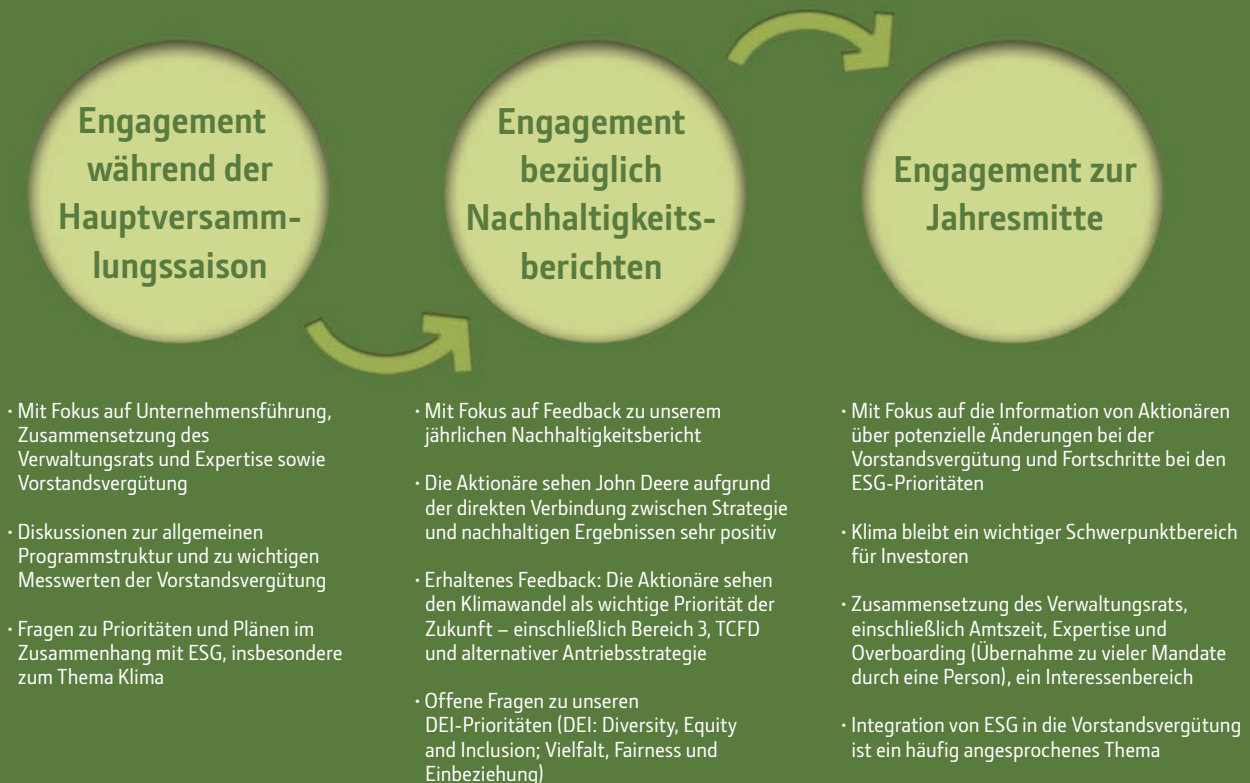 Engagement
während der
Hauptversamm-
lungssaison
Engagement
bezüglich
Nachhaltigkeits-
berichten
Engagement zur
Jahresmitte
· Mit Fokus auf Unternehmensführung,
Zusammensetzung des
Verwaltungsrats und Expertise sowie
Vorstandsvergütung
· Diskussionen zur allgemeinen
Programmstruktur und zu wichtigen
Messwerten der Vorstandsvergütung
· Fragen zu Prioritäten und Plänen im
Zusammenhang mit ESG, insbesondere
zum Thema Klima
· Mit Fokus auf Feedback zu unserem
jährlichen Nachhaltigkeitsbericht
· Die Aktionäre sehen John Deere aufgrund
der direkten Verbindung zwischen Strategie
und nachhaltigen Ergebnissen sehr positiv
· Erhaltenes Feedback: Die Aktionäre sehen
den Klimawandel als wichtige Priorität der
Zukunft – einschließlich Bereich 3, TCFD
und alternativer Antriebsstrategie
· Offene Fragen zu unseren
DEI-Prioritäten (DEI: Diversity, Equity
and Inclusion; Vielfalt, Fairness und
Einbeziehung)
· Mit Fokus auf die Information von Aktionären
über potenzielle Änderungen bei der
Vorstandsvergütung und Fortschritte bei den
ESG-Prioritäten
· Klima bleibt ein wichtiger Schwerpunktbereich
für Investoren
· Zusammensetzung des Verwaltungsrats,
einschließlich Amtszeit, Expertise und
Overboarding (Übernahme zu vieler Mandate
durch eine Person), ein Interessenbereich
· Integration von ESG in die Vorstandsvergütung
ist ein häufig angesprochenes Thema